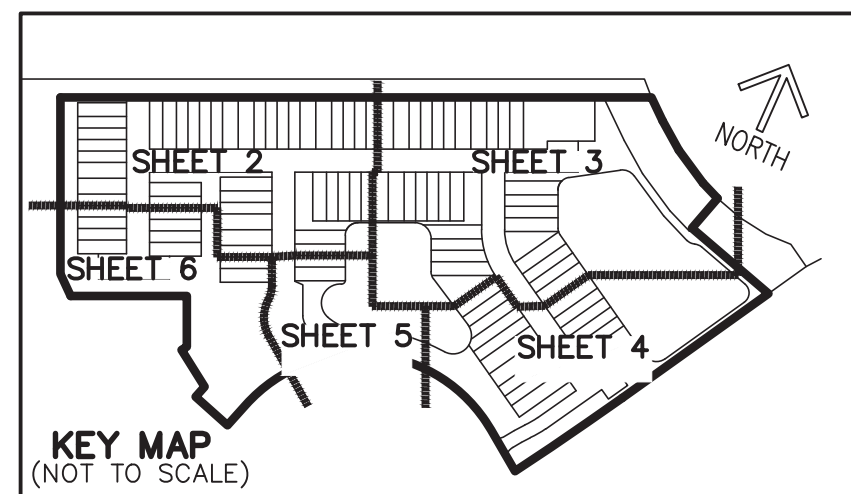 NORTH
SHEET 2
SHEET 3
SHEET 6
SHEET 5
SHEET 4
KEY MAP
(NOT TO SCALE)